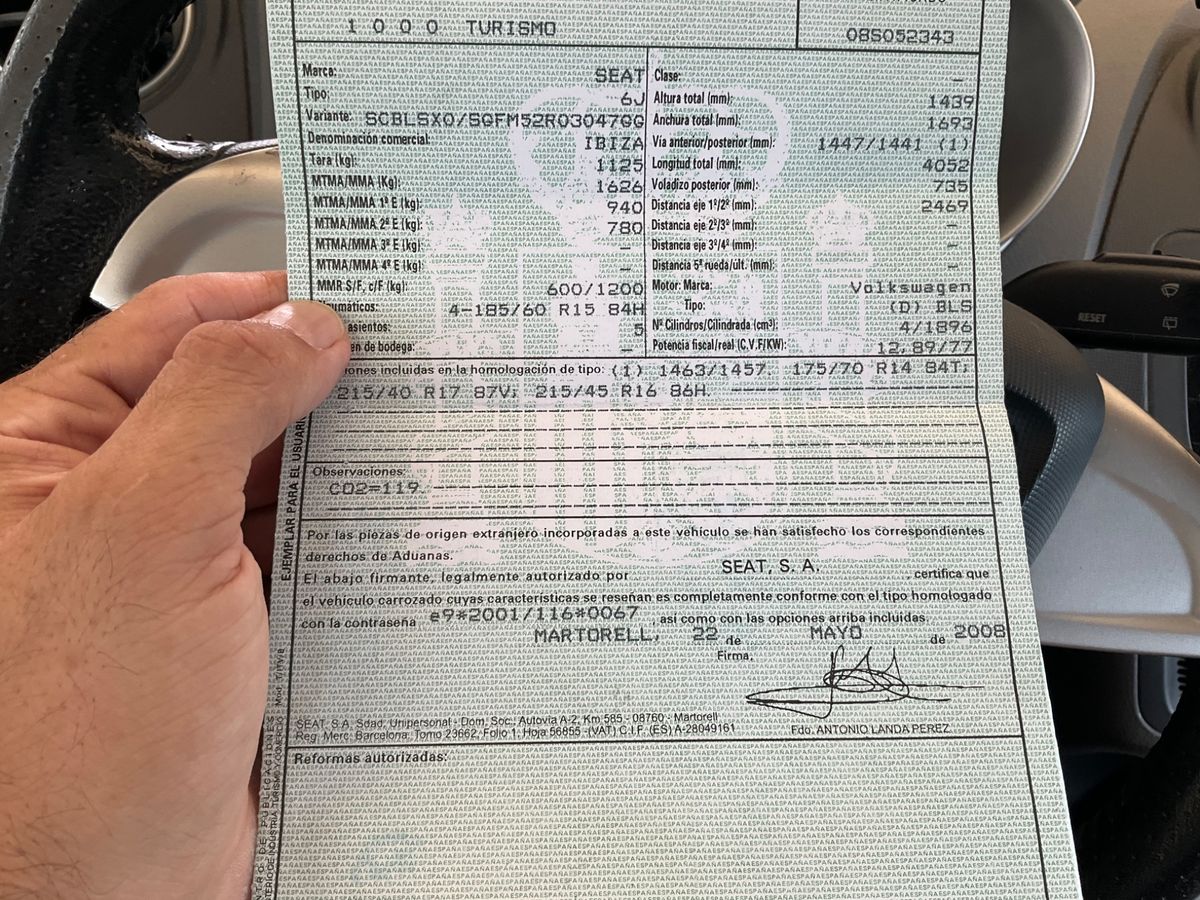 1000 TURISMO
08S052343
Marca: SEAT
Tipo: 6J
Variante: SCBLSX0/SQFM52R03047GG
Denominación comercial: IBIZA
Tara (kg): 1125
MTMA/MMA (Kg): 1626
MTMA/MMA 1º E (kg) 940
MTMA/MMA 2º E (kg): 780
MTMA/MMA 3º E (kg) –
MTMA/MMA 4º E (kg) –
MMR S/F, c/F (kg): 600/1200
4-185/60 R15 84H
asientos: 5
de bodega: –
Clase: –
Altura total (mm): 1439
Anchura total (mm): 1693
Vía anterior/posterior (mm): 1447/1441 (1)
Longitud total (mm): 4052
Voladizo posterior (mm): 735
Distancia eje 1º/2º (mm): 2469
Distancia eje 2º/3º (mm): –
Distancia eje 3º/4º (mm): –
Distancia 5ª rueda/ult. (mm): –
Motor: Marca: Volkswagen
Tipo: (D) BLS
Nº Cilindros/Cilindrada (cm³): 4/1896
Potencia fiscal/real (C.V.F/KW): 12,89/77
incluidas en la homologación de tipo: (1) 1463/1457 175/70 R14 84T;
215/40 R17 87V; 215/45 R16 86H.
Observaciones:
CO2=119.
Por las piezas de origen extranjero incorporadas a este vehículo se han satisfecho los correspondientes
derechos de Aduanas.
El abajo firmante, legalmente autorizado por SEAT, S.A. , certifica que
el vehículo carrozado cuyas características se reseñan es completamente conforme con el tipo homologado
con la contraseña e9*2001/116*0067 , así como con las opciones arriba incluidas.
MARTORELL, 22 de MAYO de 2008
Firma,
SEAT, S.A. Sdad. Unipersonal - Dom. Soc. Autovía A-2, Km 585 - 08760 - Martorell
Reg. Merc. Barcelona, Tomo 23662, Folio 1, Hoja 56855 -(VAT) C.I.F. (ES) A-28049161
Fdo. ANTONIO LANDA PEREZ
Reformas autorizadas:
EJEMPLAR PARA EL USUARI
RESET